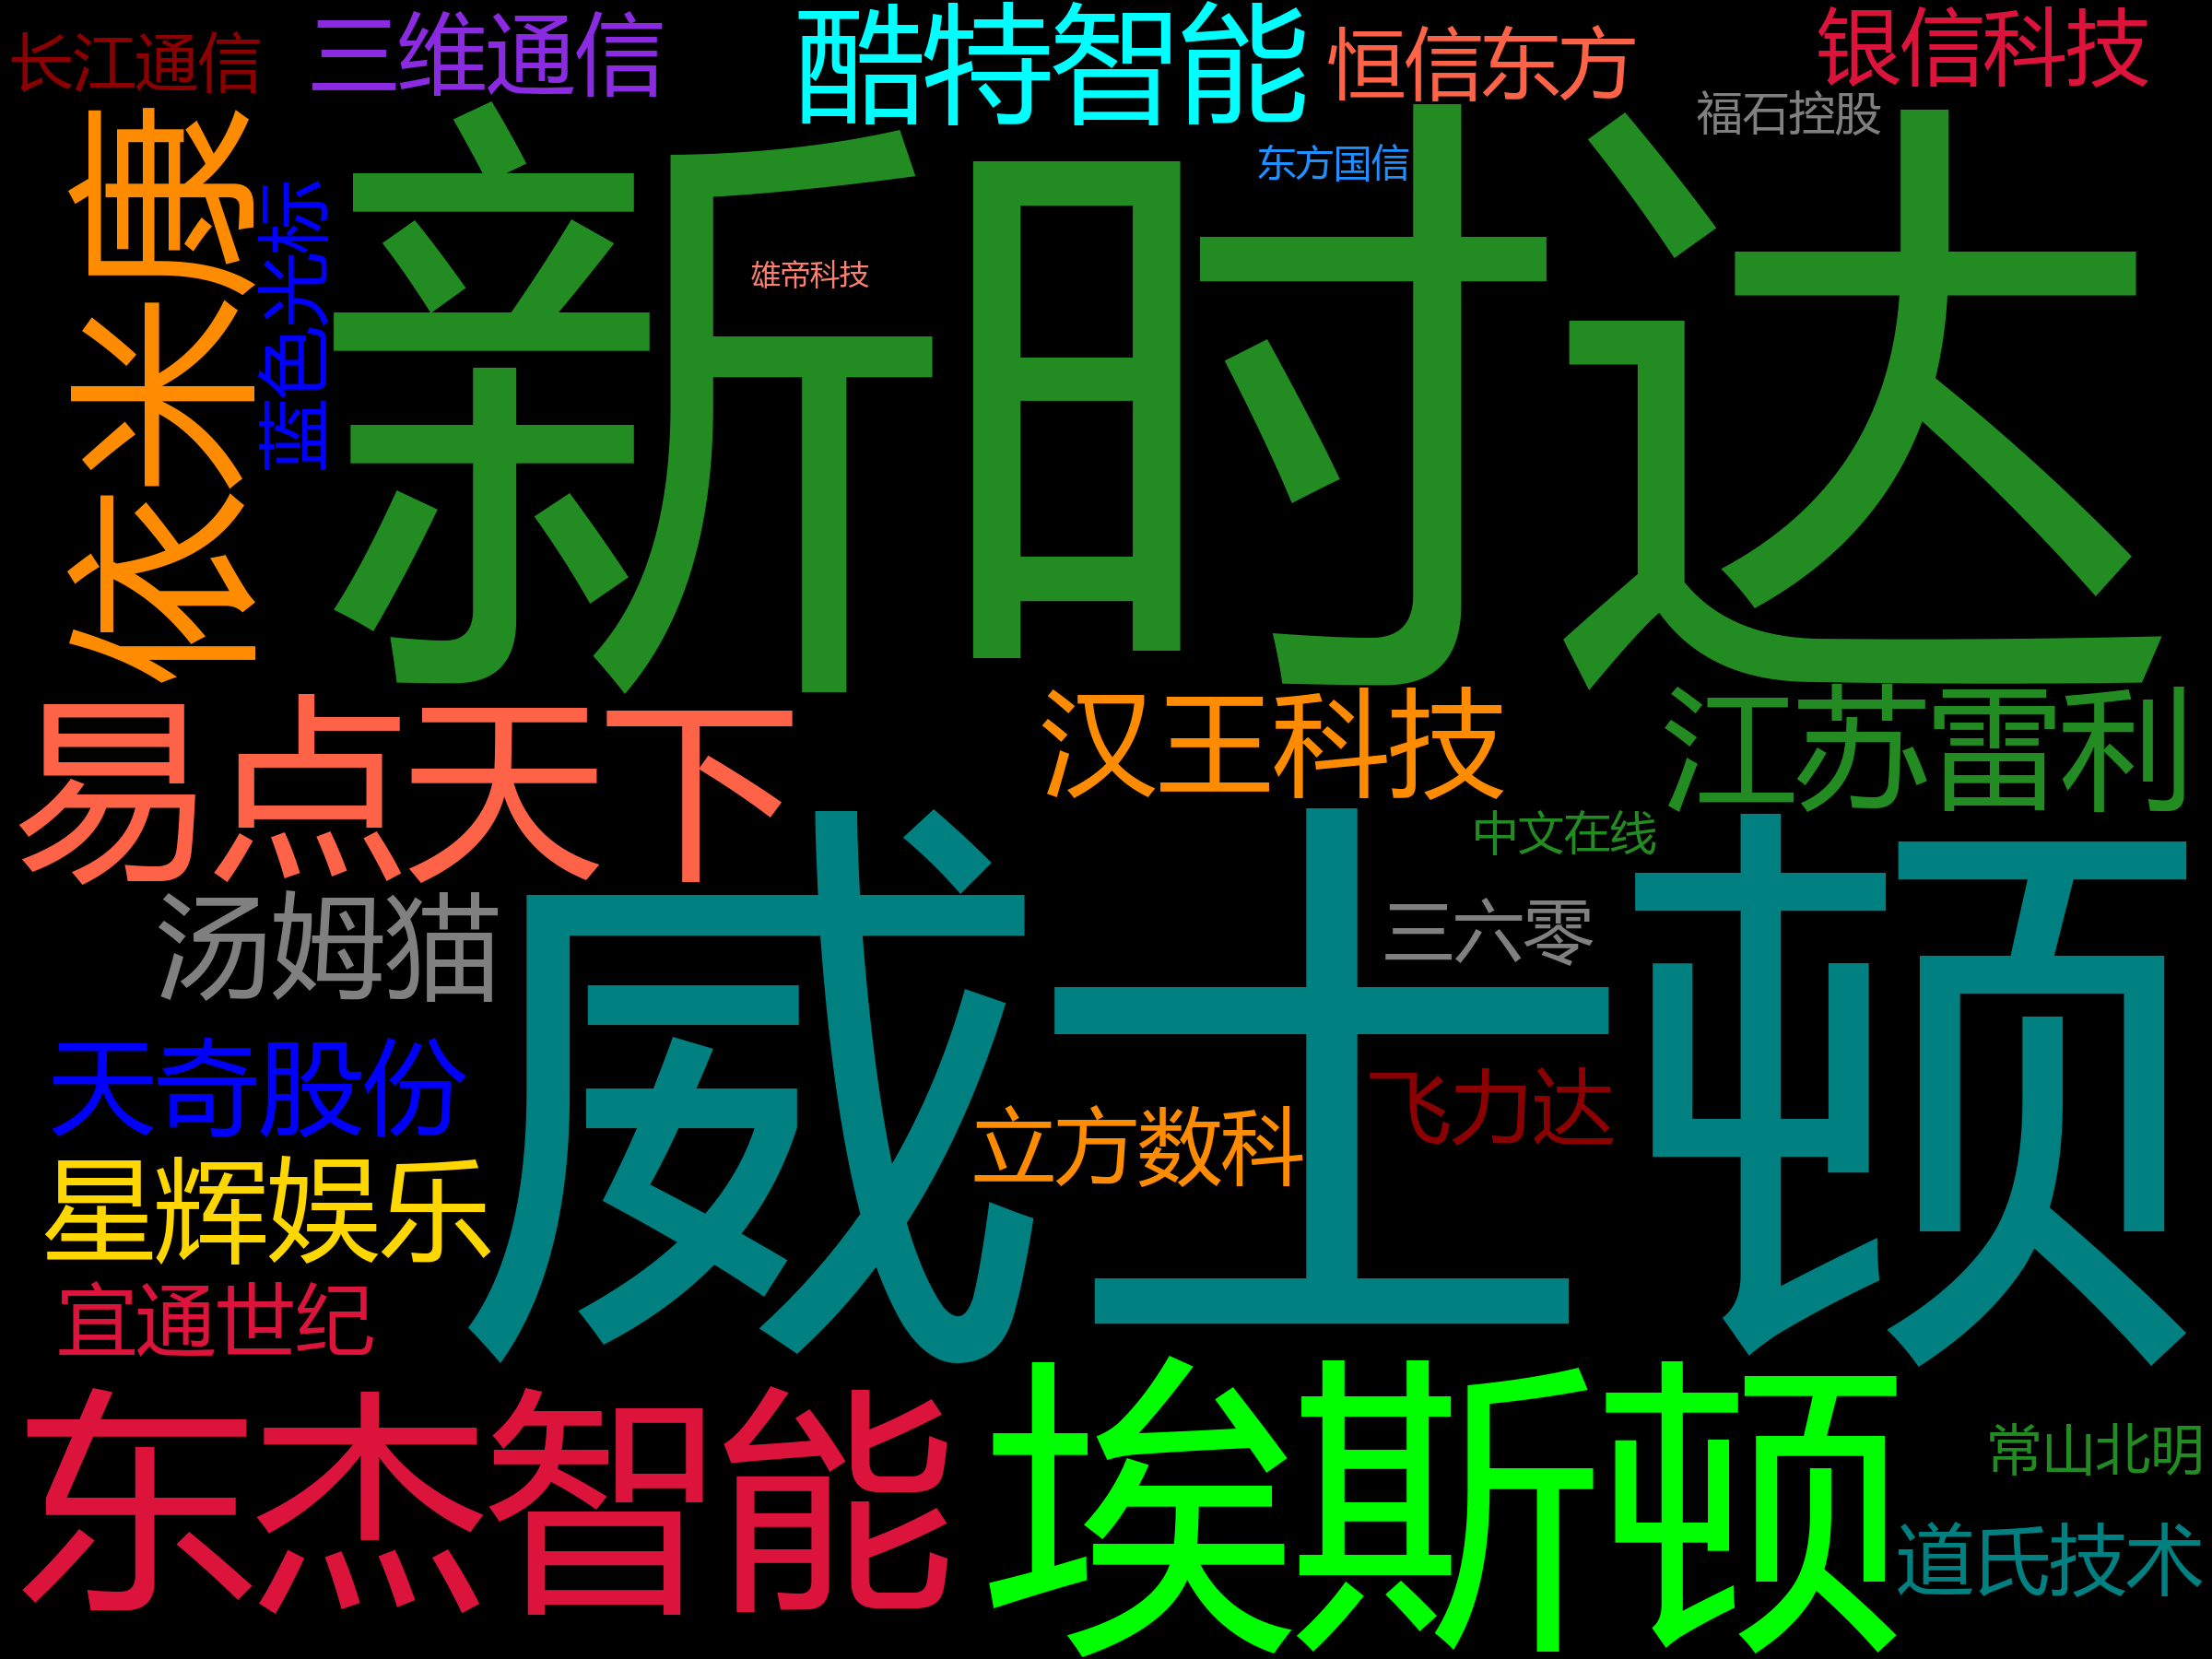 长江通信
三维通信
酷特智能
恒信东方
银信科技
福石控股
东方国信
依米康
蓝色光标
新时达
雄帝科技
易点天下
汉王科技
江苏雷利
中文在线
汤姆猫
三六零
威士顿
天奇股份
飞力达
立方数科
星辉娱乐
宜通世纪
东杰智能
埃斯顿
常山北明
道氏技术